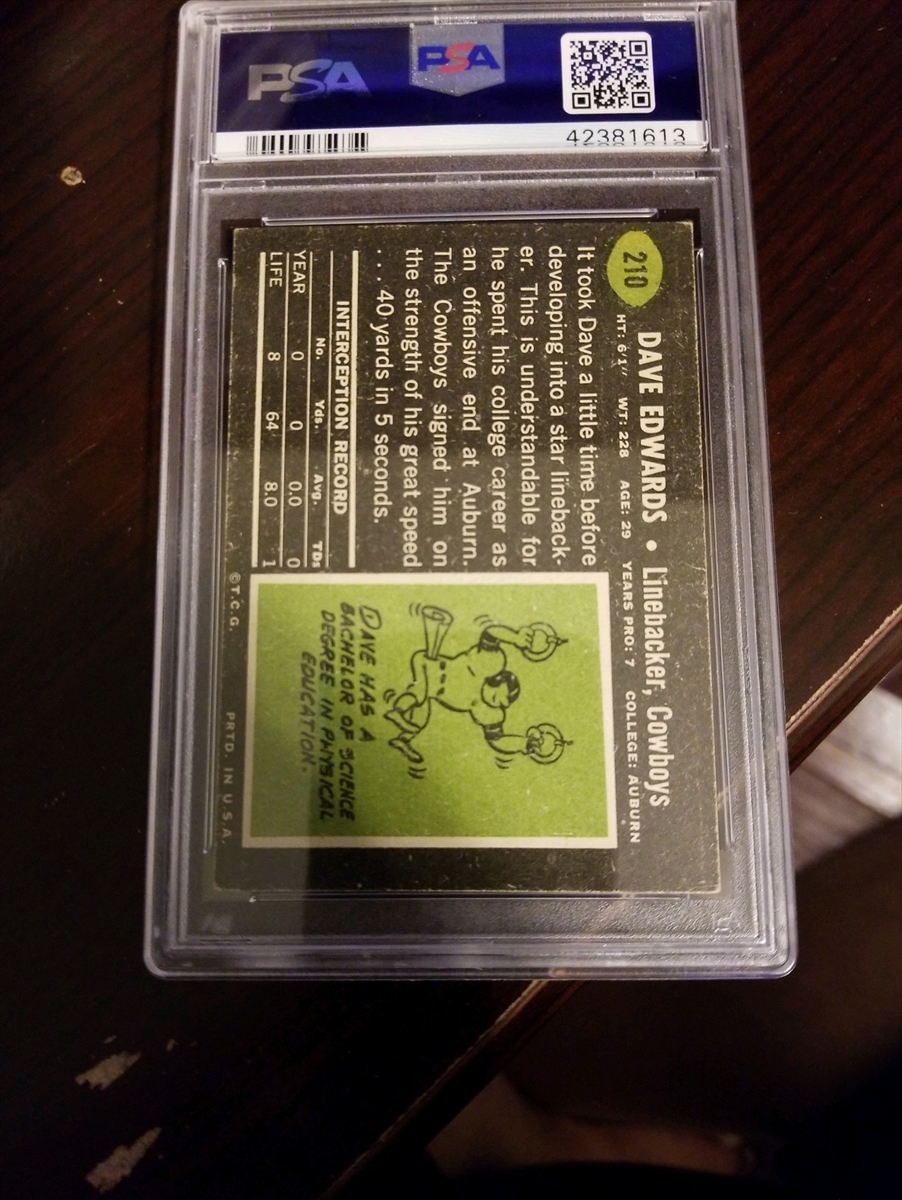 PSA
PSA
42381613
210
DAVE EDWARDS • Linebacker, Cowboys
HT: 6'1" WT: 228 AGE: 29 YEARS PRO: 7 COLLEGE: AUBURN
It took Dave a little time before
developing into a star lineback-
er. This is understandable for
he spent his college career as
an offensive end at Auburn.
The Cowboys signed him on
the strength of his great speed
. . . 40 yards in 5 seconds.
INTERCEPTION RECORD
No. Yds. Avg. TDs
YEAR 0 0 0.0 0
LIFE 8 64 8.0 1
DAVE HAS A
BACHELOR OF SCIENCE
DEGREE IN PHYSICAL
EDUCATION.
© T.C.G. PRTD. IN U.S.A.